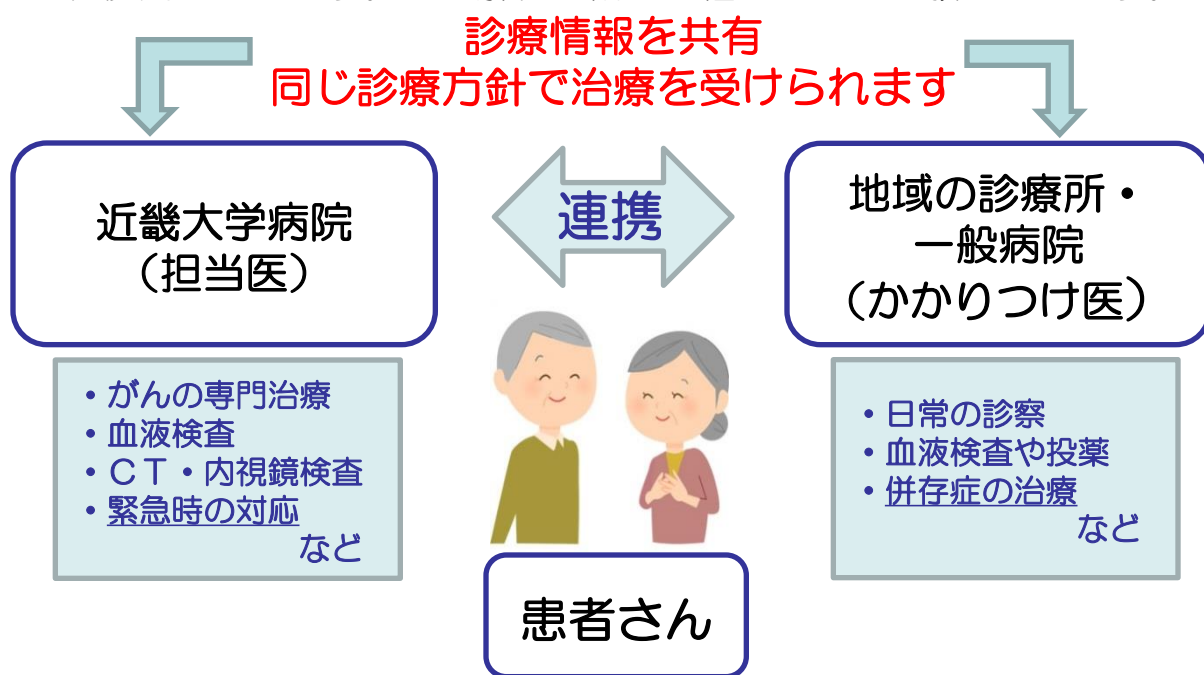 診療情報を共有
同じ診療方針で治療を受けられます
近畿大学病院
（担当医）
連携
地域の診療所・
一般病院
（かかりつけ医）
・がんの専門治療
・血液検査
・ＣＴ・内視鏡検査
・緊急時の対応
など
・日常の診察
・血液検査や投薬
・併存症の治療
など
患者さん